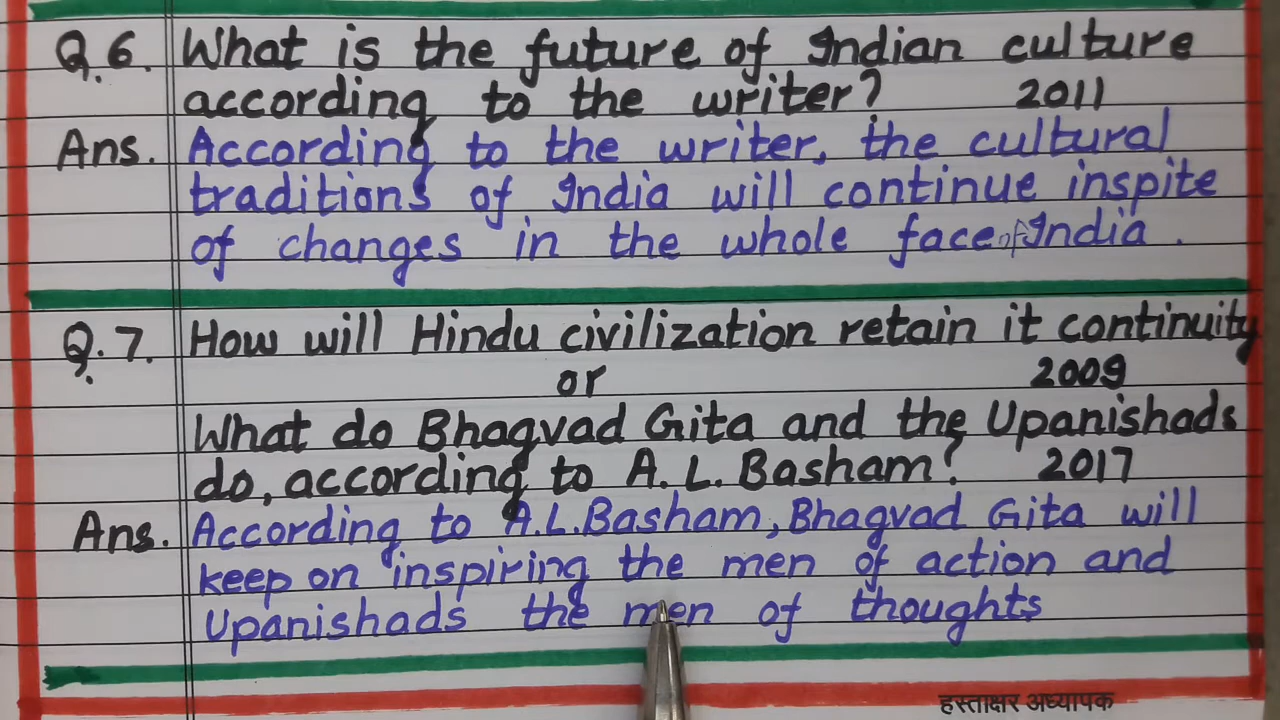 Q.6. What is the future of Indian culture
according to the writer? 2011
Ans. According to the writer, the cultural
traditions of India will continue inspite
of changes in the whole face of India.
Q.7. How will Hindu civilization retain it continuity
or 2009
What do Bhagvad Gita and the Upanishads
do, according to A.L. Basham? 2017
Ans. According to A.L.Basham, Bhagvad Gita will
keep on inspiring the men of action and
Upanishads the men of thoughts
हस्ताक्षर अध्यापक